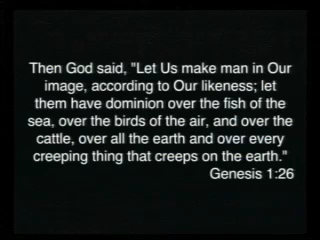 Then God said, "Let Us make man in Our
image, according to Our likeness; let
them have dominion over the fish of the
sea, over the birds of the air, and over the
cattle, over all the earth and over every
creeping thing that creeps on the earth."
Genesis 1:26